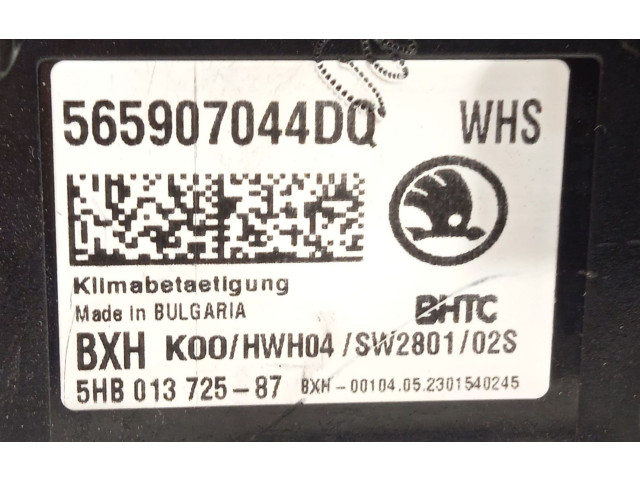 565907044DQ WHS
Klimabetaetigung
Made in BULGARIA BHTC
BXH K00/HWH04/SW2801/02S
5HB 013 725-87 BXH-00104.05.2301540245